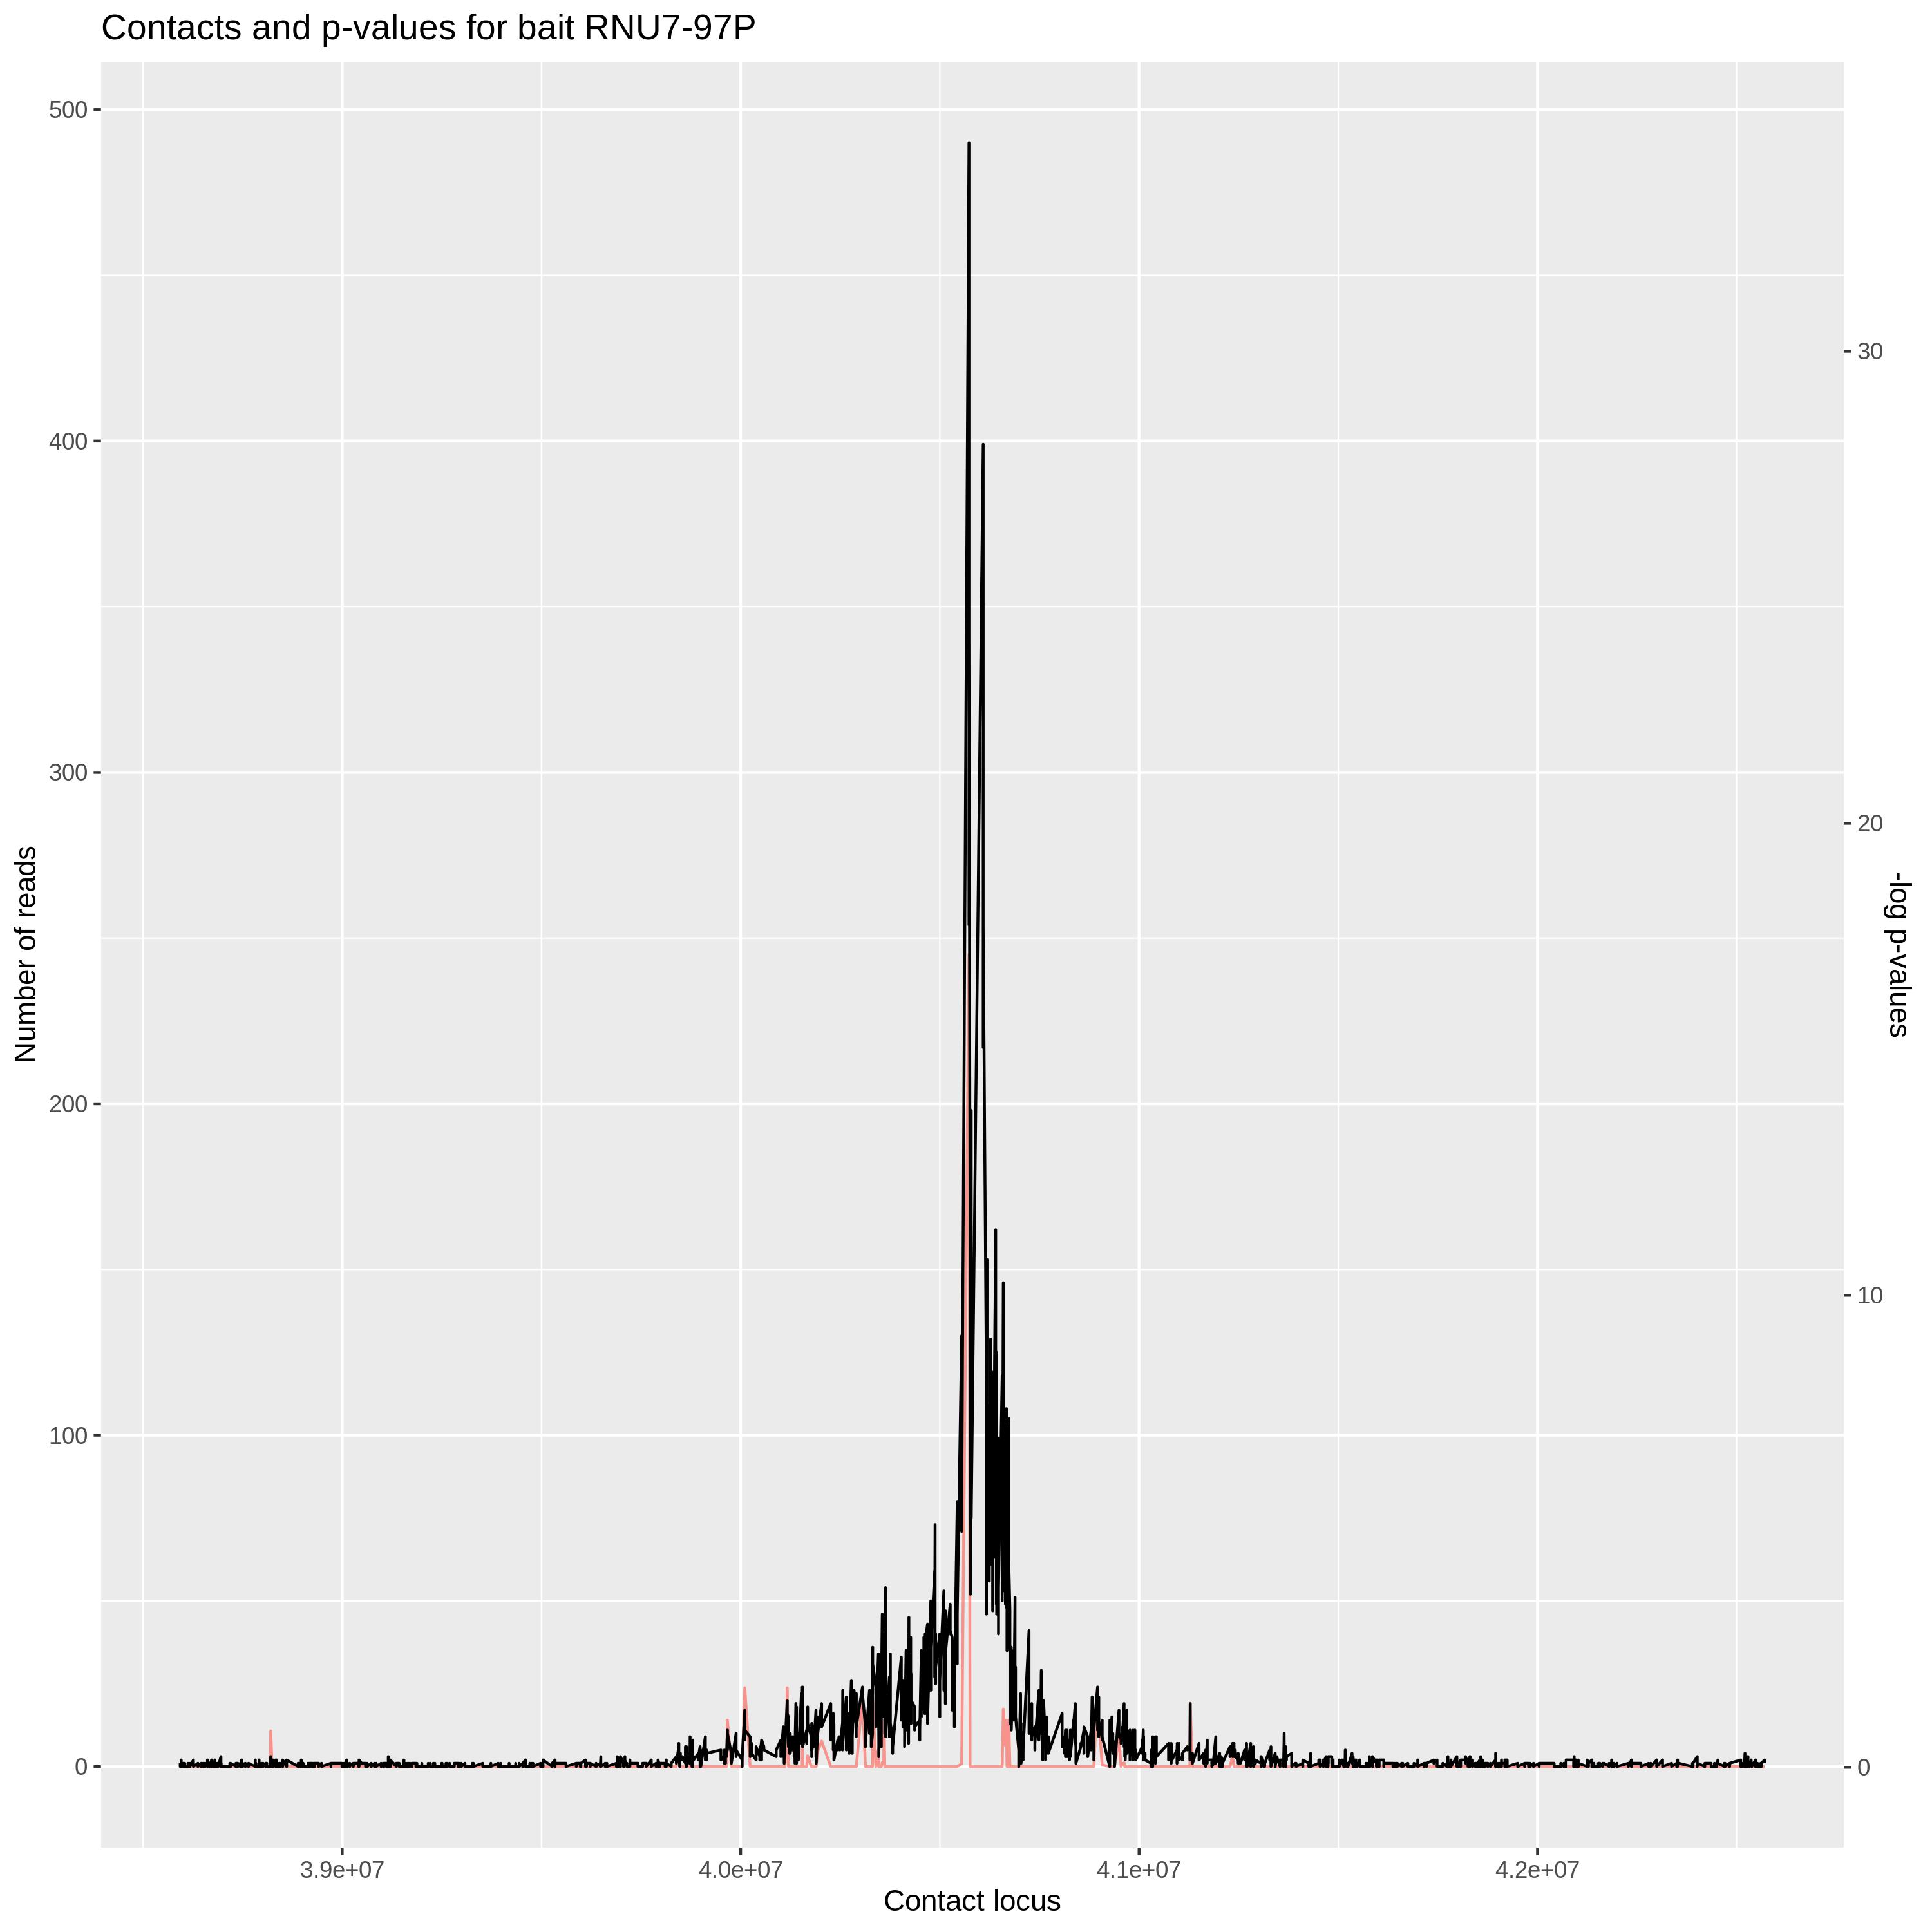 Contacts and p-values for bait RNU7-97P
500
400
300
200
100
0
30
20
10
0
Number of reads
-log p-values
3.9e+07
4.0e+07
4.1e+07
4.2e+07
Contact locus